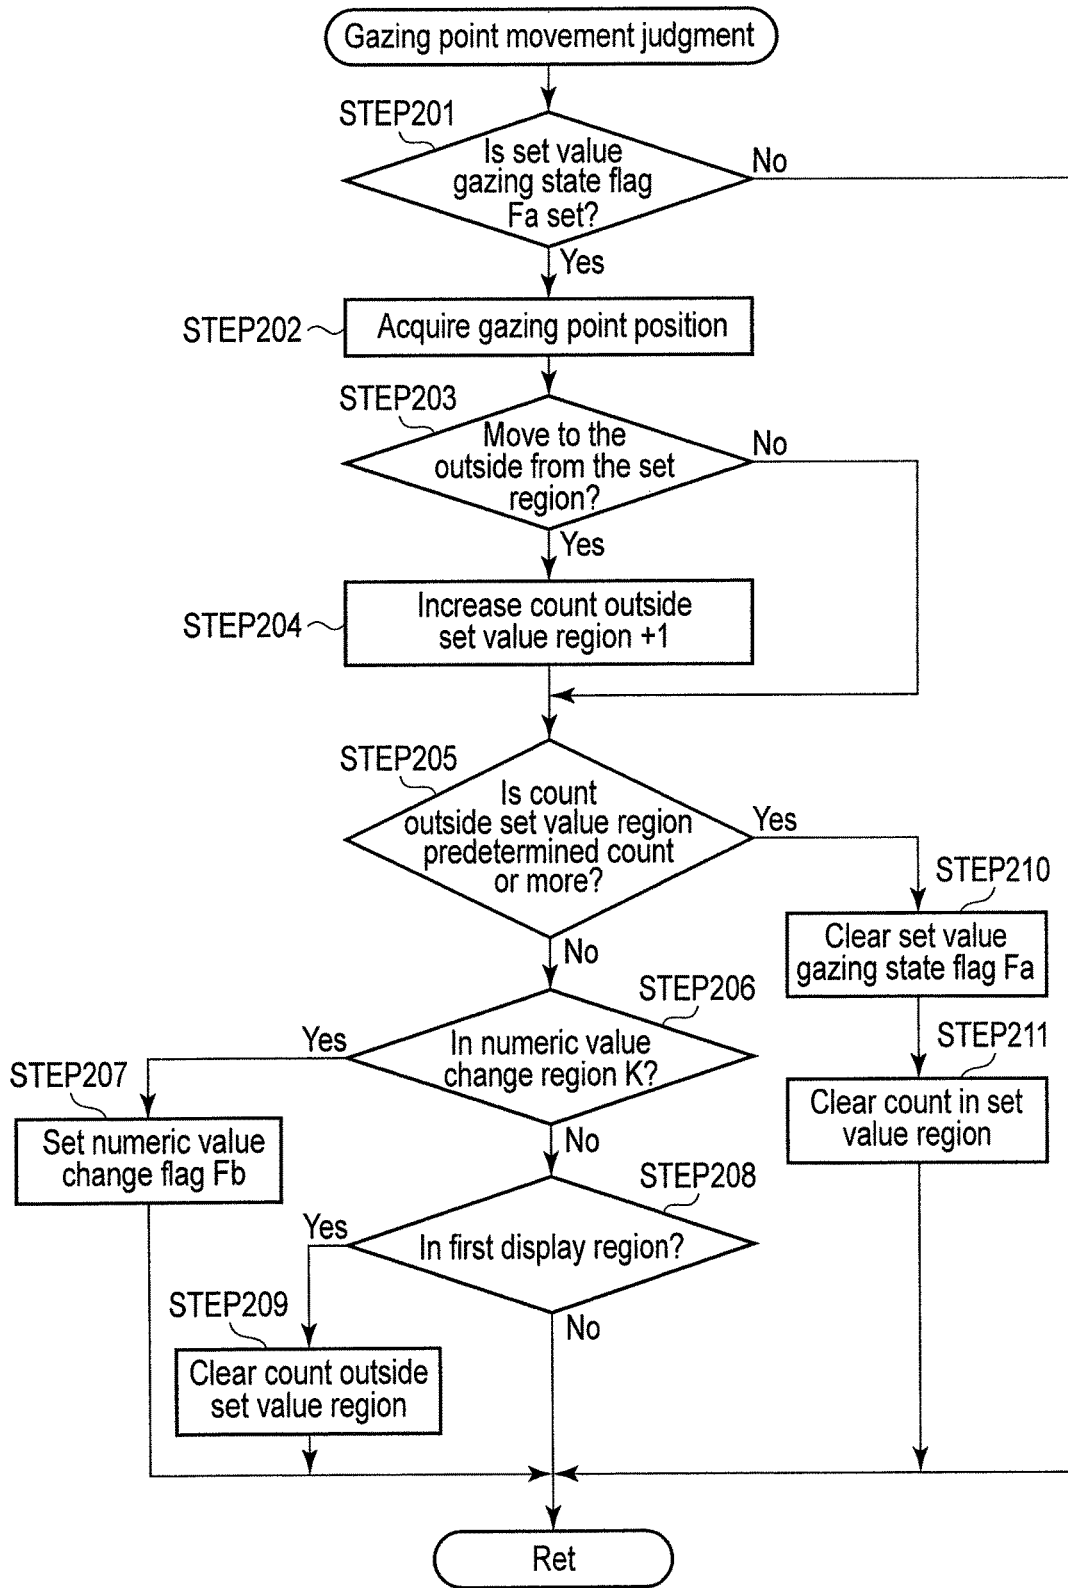 Gazing point movement judgment
STEP201
Is set value
gazing state flag
Fa set?
No
Yes
STEP202
Acquire gazing point position
STEP203
Move to the
outside from the set
region?
No
Yes
STEP204
Increase count outside
set value region +1
STEP205
Is count
outside set value region
predetermined count
or more?
Yes
No
STEP210
Clear set value
gazing state flag Fa
STEP206
In numeric value
change region K?
Yes
No
STEP211
Clear count in set
value region
STEP207
Set numeric value
change flag Fb
STEP208
In first display region?
Yes
No
STEP209
Clear count outside
set value region
Ret